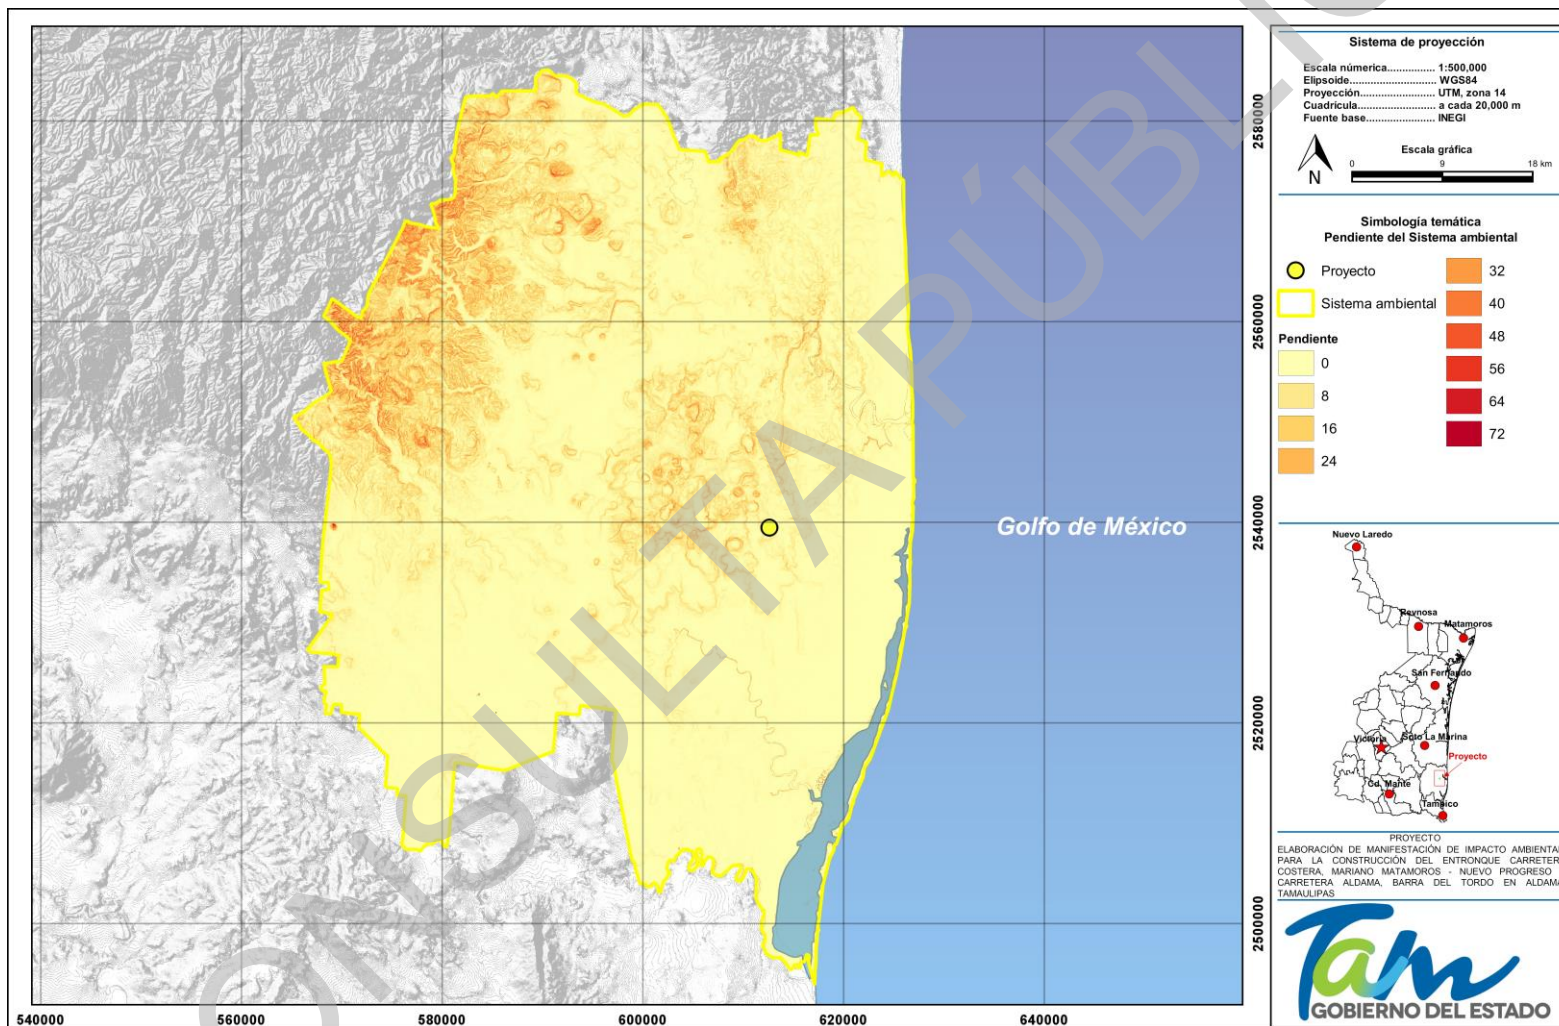 Sistema de proyección
Escala númerica............... 1:500,000
Elipsoide.......................... WGS84
Proyección....................... UTM, zona 14
Cuadrícula....................... a cada 20,000 m
Fuente base.................... INEGI
Escala gráfica
0 9 18 km
N
Simbología temática
Pendiente del Sistema ambiental
Proyecto
Sistema ambiental
Pendiente
0
8
16
24
32
40
48
56
64
72
Golfo de México
2580000
2560000
2540000
2520000
2500000
540000 560000 580000 600000 620000 640000
Nuevo Laredo
Reynosa
Matamoros
San Fernando
Victoria
Soto La Marina
Proyecto
Cd. Mante
Tampico
PROYECTO
ELABORACIÓN DE MANIFESTACIÓN DE IMPACTO AMBIENTAL
PARA LA CONSTRUCCIÓN DEL ENTRONQUE CARRETER
COSTERA, MARIANO MATAMOROS - NUEVO PROGRESO
CARRETERA ALDAMA, BARRA DEL TORDO EN ALDAMA
TAMAULIPAS
Tam
GOBIERNO DEL ESTADO
CONSULTA PÚBLIC